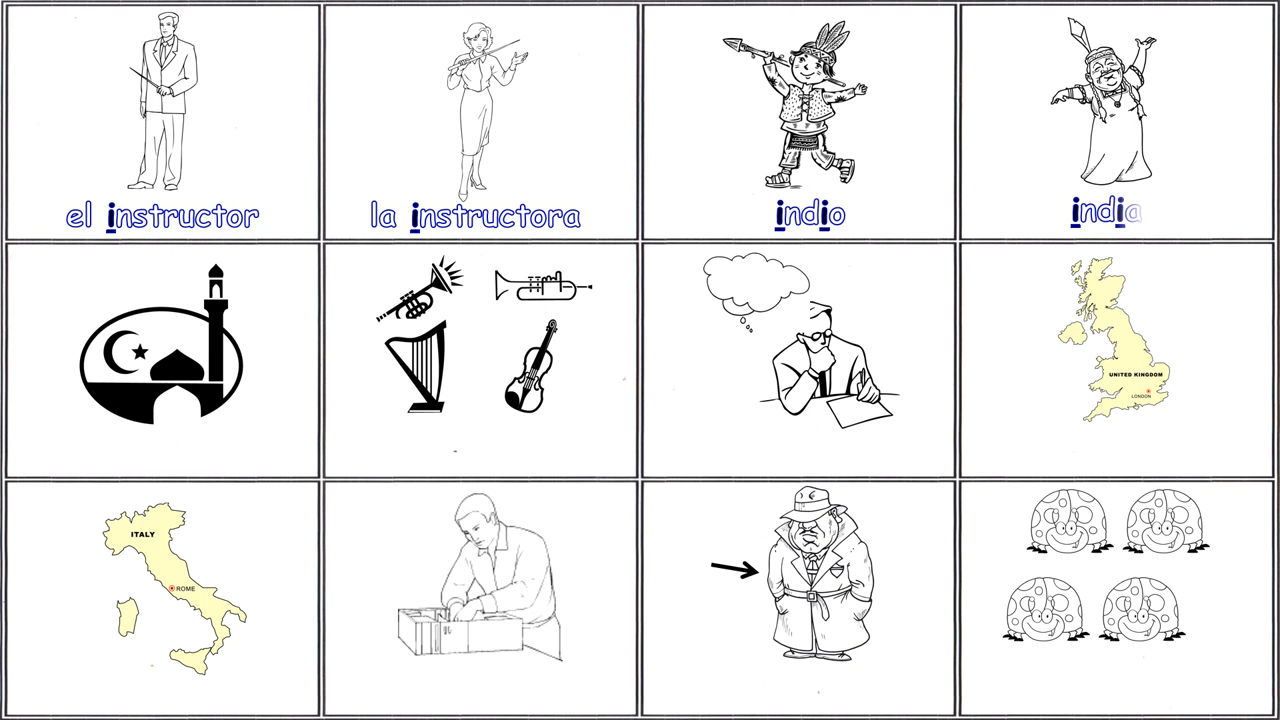 el instructor
la instructora
indio
india
UNITED KINGDOM
LONDON
ITALY
ROME